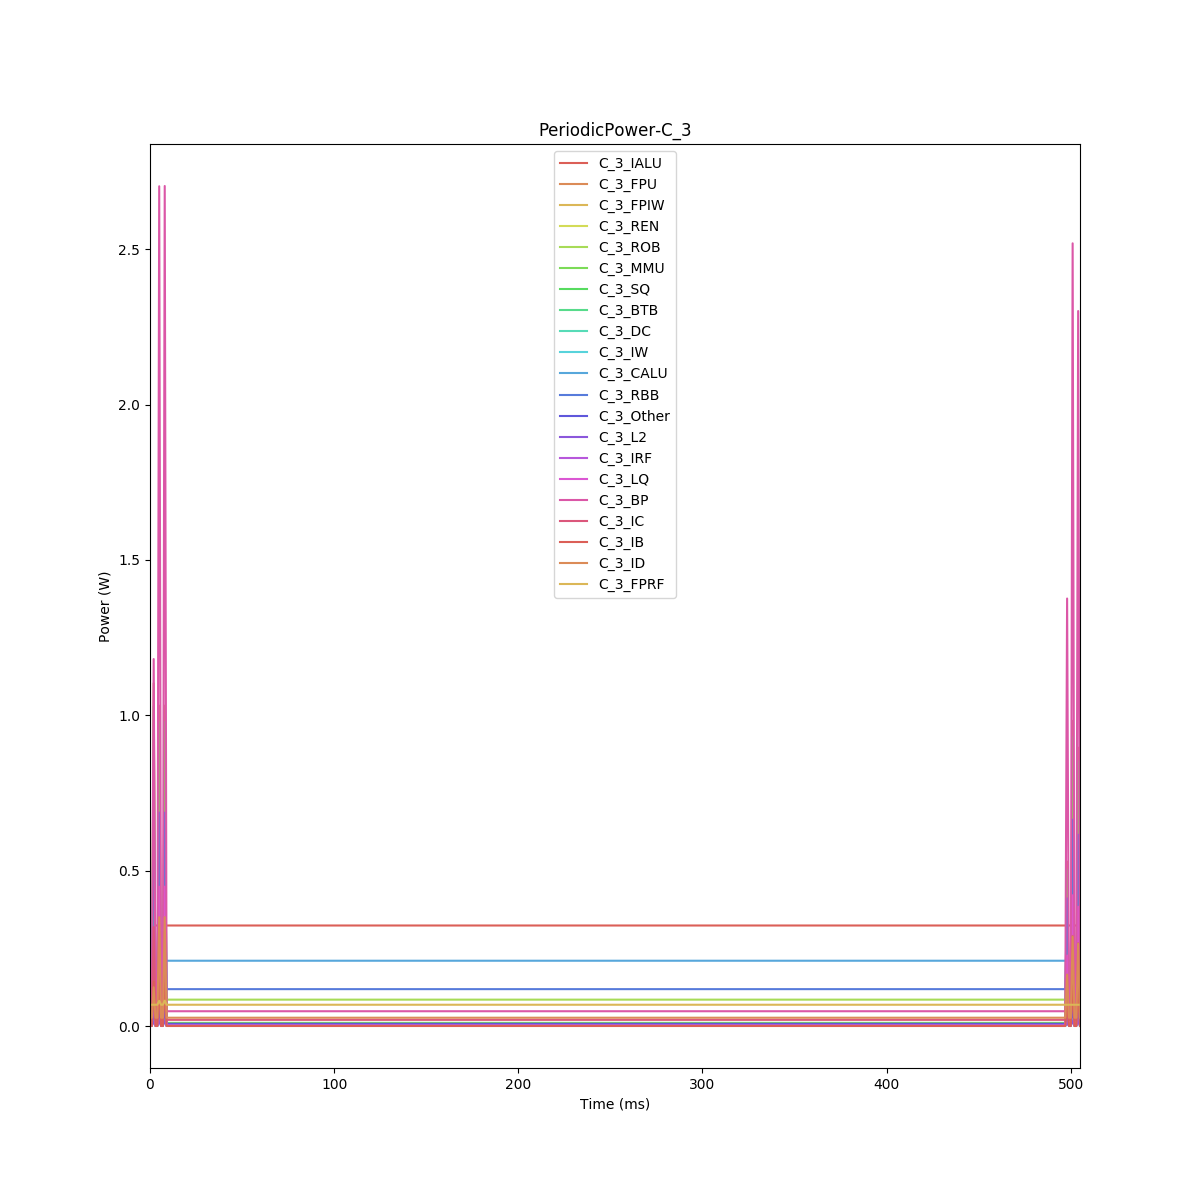 PeriodicPower-C_3
C_3_IALU
C_3_FPU
C_3_FPIW
C_3_REN
C_3_ROB
C_3_MMU
C_3_SQ
C_3_BTB
C_3_DC
C_3_IW
C_3_CALU
C_3_RBB
C_3_Other
C_3_L2
C_3_IRF
C_3_LQ
C_3_BP
C_3_IC
C_3_IB
C_3_ID
C_3_FPRF
2.5
2.0
1.5
1.0
0.5
0.0
Power (W)
0 100 200 300 400 500
Time (ms)